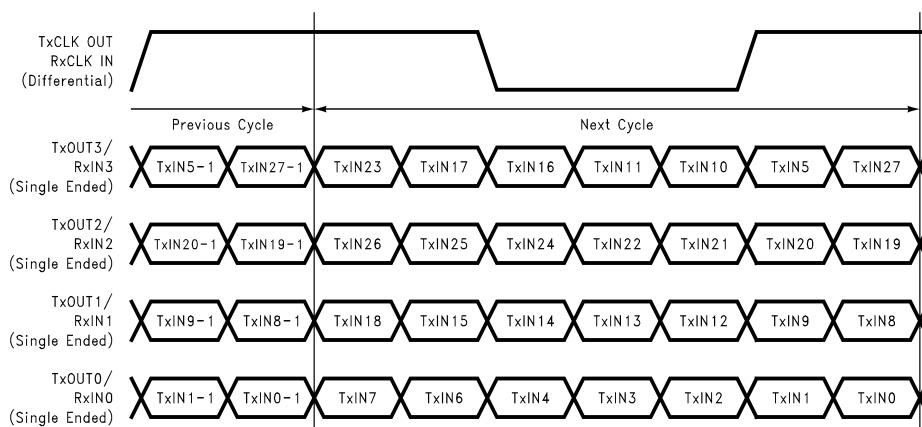 TxCLK OUT
RxCLK IN
(Differential)
Previous Cycle
Next Cycle
TxOUT3/
RxIN3
(Single Ended)
TxIN5-1 TxIN27-1 TxIN23 TxIN17 TxIN16 TxIN11 TxIN10 TxIN5 TxIN27
TxOUT2/
RxIN2
(Single Ended)
TxIN20-1 TxIN19-1 TxIN26 TxIN25 TxIN24 TxIN22 TxIN21 TxIN20 TxIN19
TxOUT1/
RxIN1
(Single Ended)
TxIN9-1 TxIN8-1 TxIN18 TxIN15 TxIN14 TxIN13 TxIN12 TxIN9 TxIN8
TxOUT0/
RxIN0
(Single Ended)
TxIN1-1 TxIN0-1 TxIN7 TxIN6 TxIN4 TxIN3 TxIN2 TxIN1 TxIN0